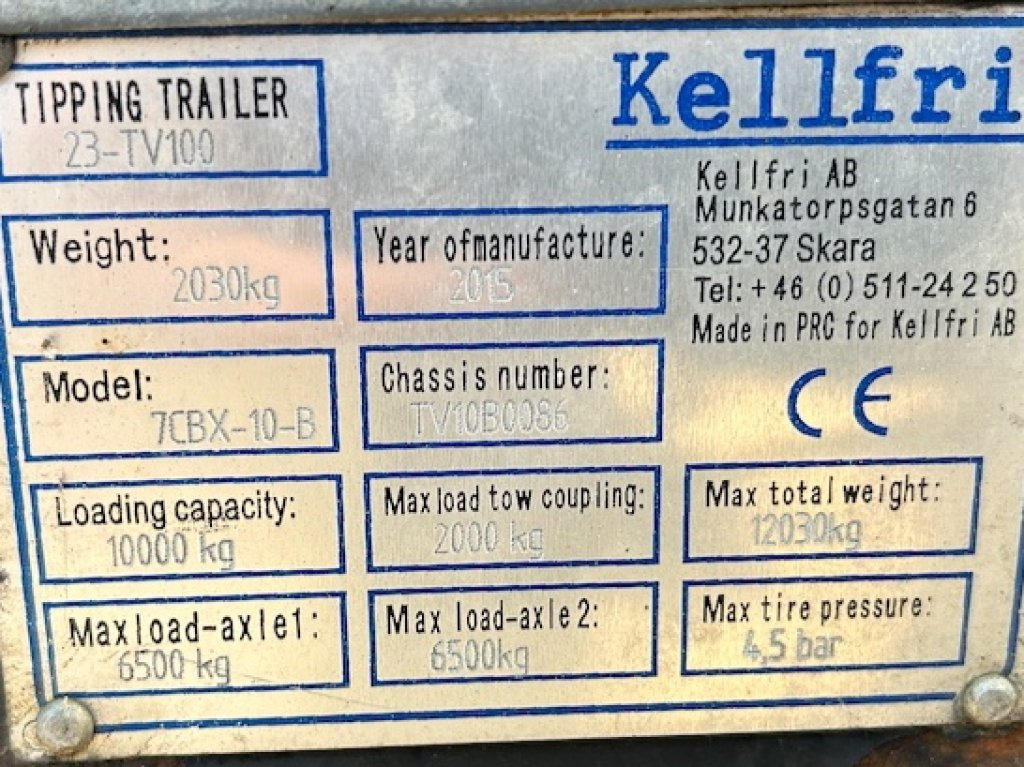 TIPPING TRAILER
23-TV100
Kellfri
Kellfri AB
Munkatorpsgatan 6
532-37 Skara
Tel: +46 (0) 511-24 2 50
Made in PRC for Kellfri AB
CE
Weight:
2030kg
Year ofmanufacture:
2015
Model:
7CBX-10-B
Chassis number:
TV10B0086
Loading capacity:
10000 kg
Max load tow coupling:
2000 kg
Max total weight:
12030kg
Max load-axle1:
6500 kg
Max load-axle2:
6500kg
Max tire pressure:
4,5 bar